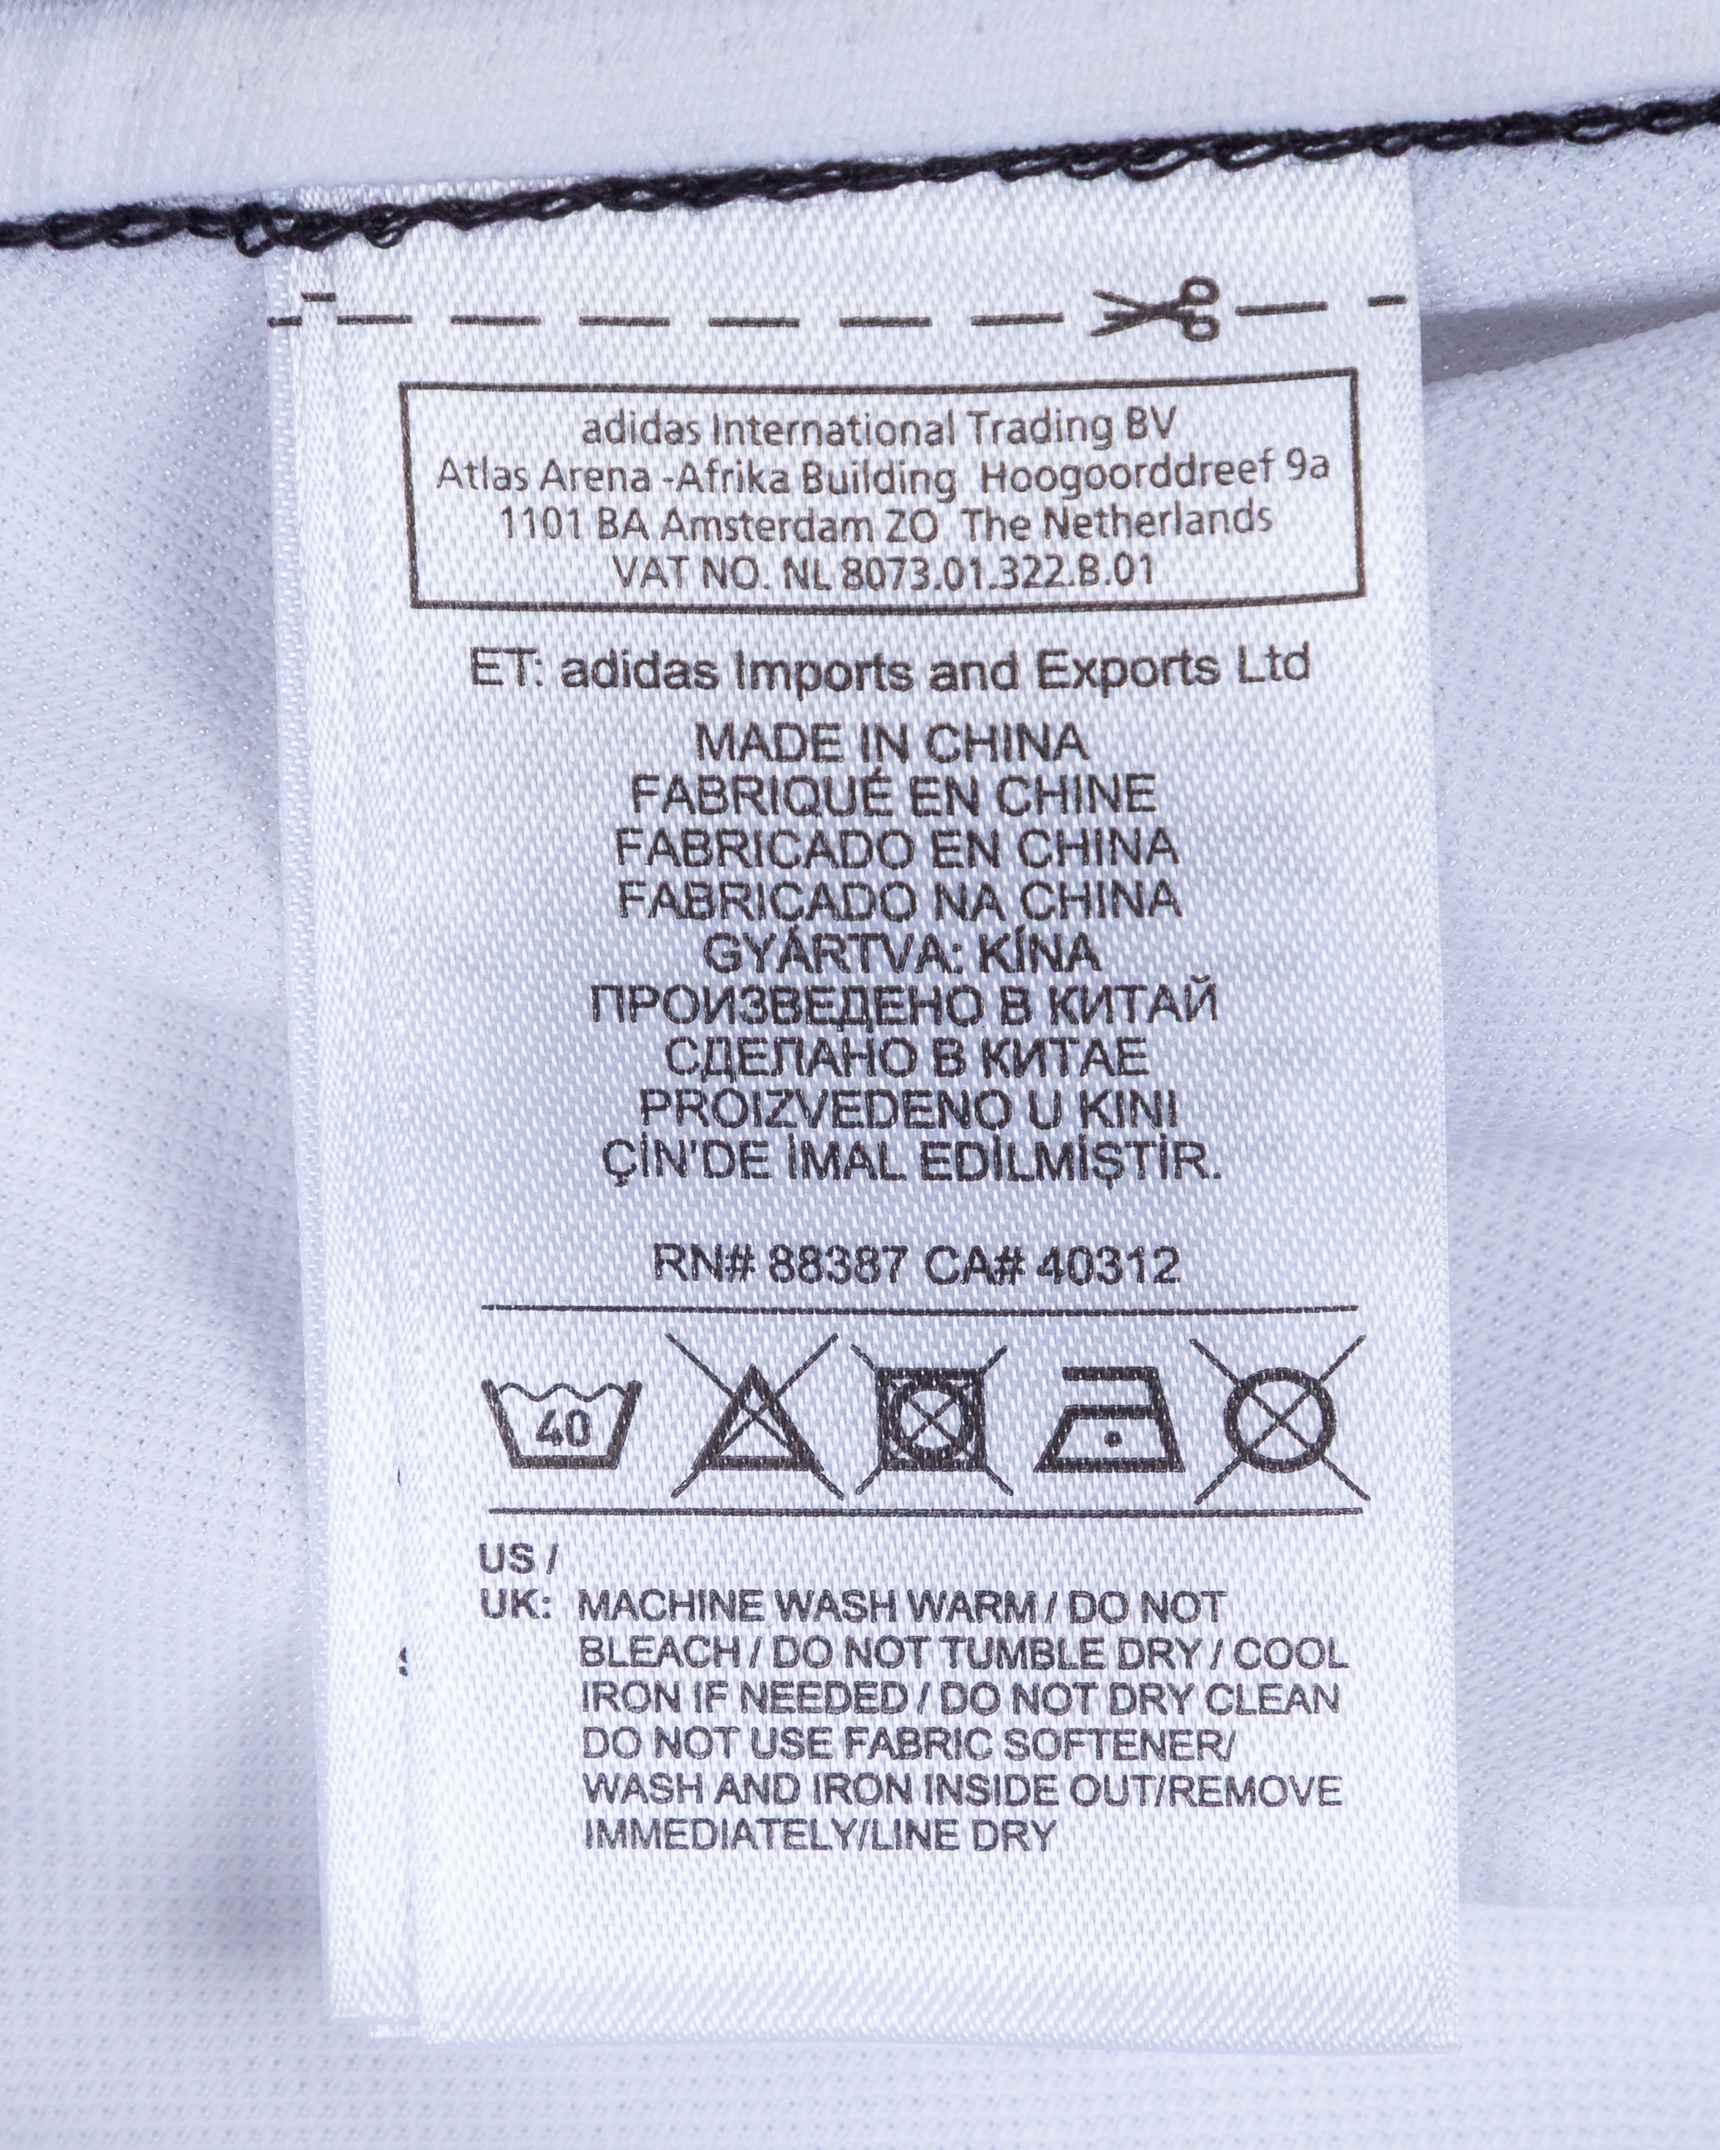 adidas International Trading BV
Atlas Arena -Afrika Building Hoogoorddreef 9a
1101 BA Amsterdam ZO The Netherlands
VAT NO. NL 8073.01.322.B.01
ET: adidas Imports and Exports Ltd
MADE IN CHINA
FABRIQUÉ EN CHINE
FABRICADO EN CHINA
FABRICADO NA CHINA
GYÁRTVA: KÍNA
ПРОИЗВЕДЕНО В КИТАЙ
СДЕЛАНО В КИТАЕ
PROIZVEDENO U KINI
ÇİN'DE İMAL EDİLMİŞTİR.
RN# 88387 CA# 40312
40
US /
UK: MACHINE WASH WARM / DO NOT
BLEACH / DO NOT TUMBLE DRY / COOL
IRON IF NEEDED / DO NOT DRY CLEAN
DO NOT USE FABRIC SOFTENER/
WASH AND IRON INSIDE OUT/REMOVE
IMMEDIATELY/LINE DRY